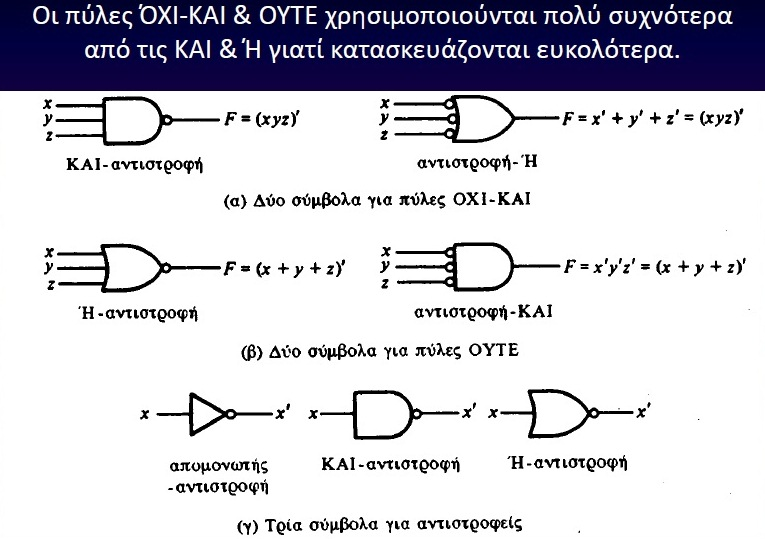 Οι πύλες ΌΧΙ-ΚΑΙ & ΟΥΤΕ χρησιμοποιούνται πολύ συχνότερα
από τις ΚΑΙ & Ή γιατί κατασκευάζονται ευκολότερα.
x
y
z
F = (xyz)′
ΚΑΙ-αντιστροφή
x
y
z
F = x′ + y′ + z′ = (xyz)′
αντιστροφή-Ή
(α) Δύο σύμβολα για πύλες ΟΧΙ-ΚΑΙ
x
y
z
F = (x + y + z)′
Ή-αντιστροφή
x
y
z
F = x′y′z′ = (x + y + z)′
αντιστροφή-ΚΑΙ
(β) Δύο σύμβολα για πύλες ΟΥΤΕ
x
x′
απομονωτής
-αντιστροφή
x
x′
ΚΑΙ-αντιστροφή
x
x′
Ή-αντιστροφή
(γ) Τρία σύμβολα για αντιστροφείς